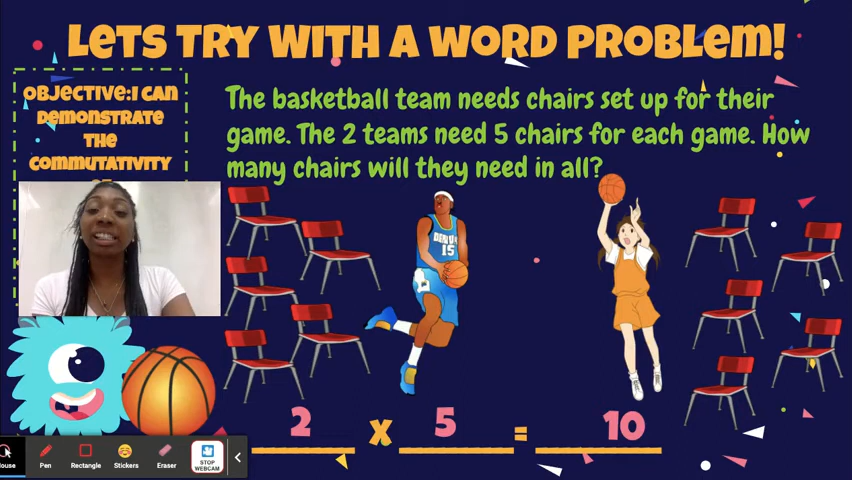 Lets try with a word problem!
Objective:I can
demonstrate
the
commutativity
The basketball team needs chairs set up for their
game. The 2 teams need 5 chairs for each game. How
many chairs will they need in all?
DENV
15
2 x 5 = 10
Pen
Rectangle
Stickers
Eraser
STOP
WEBCAM